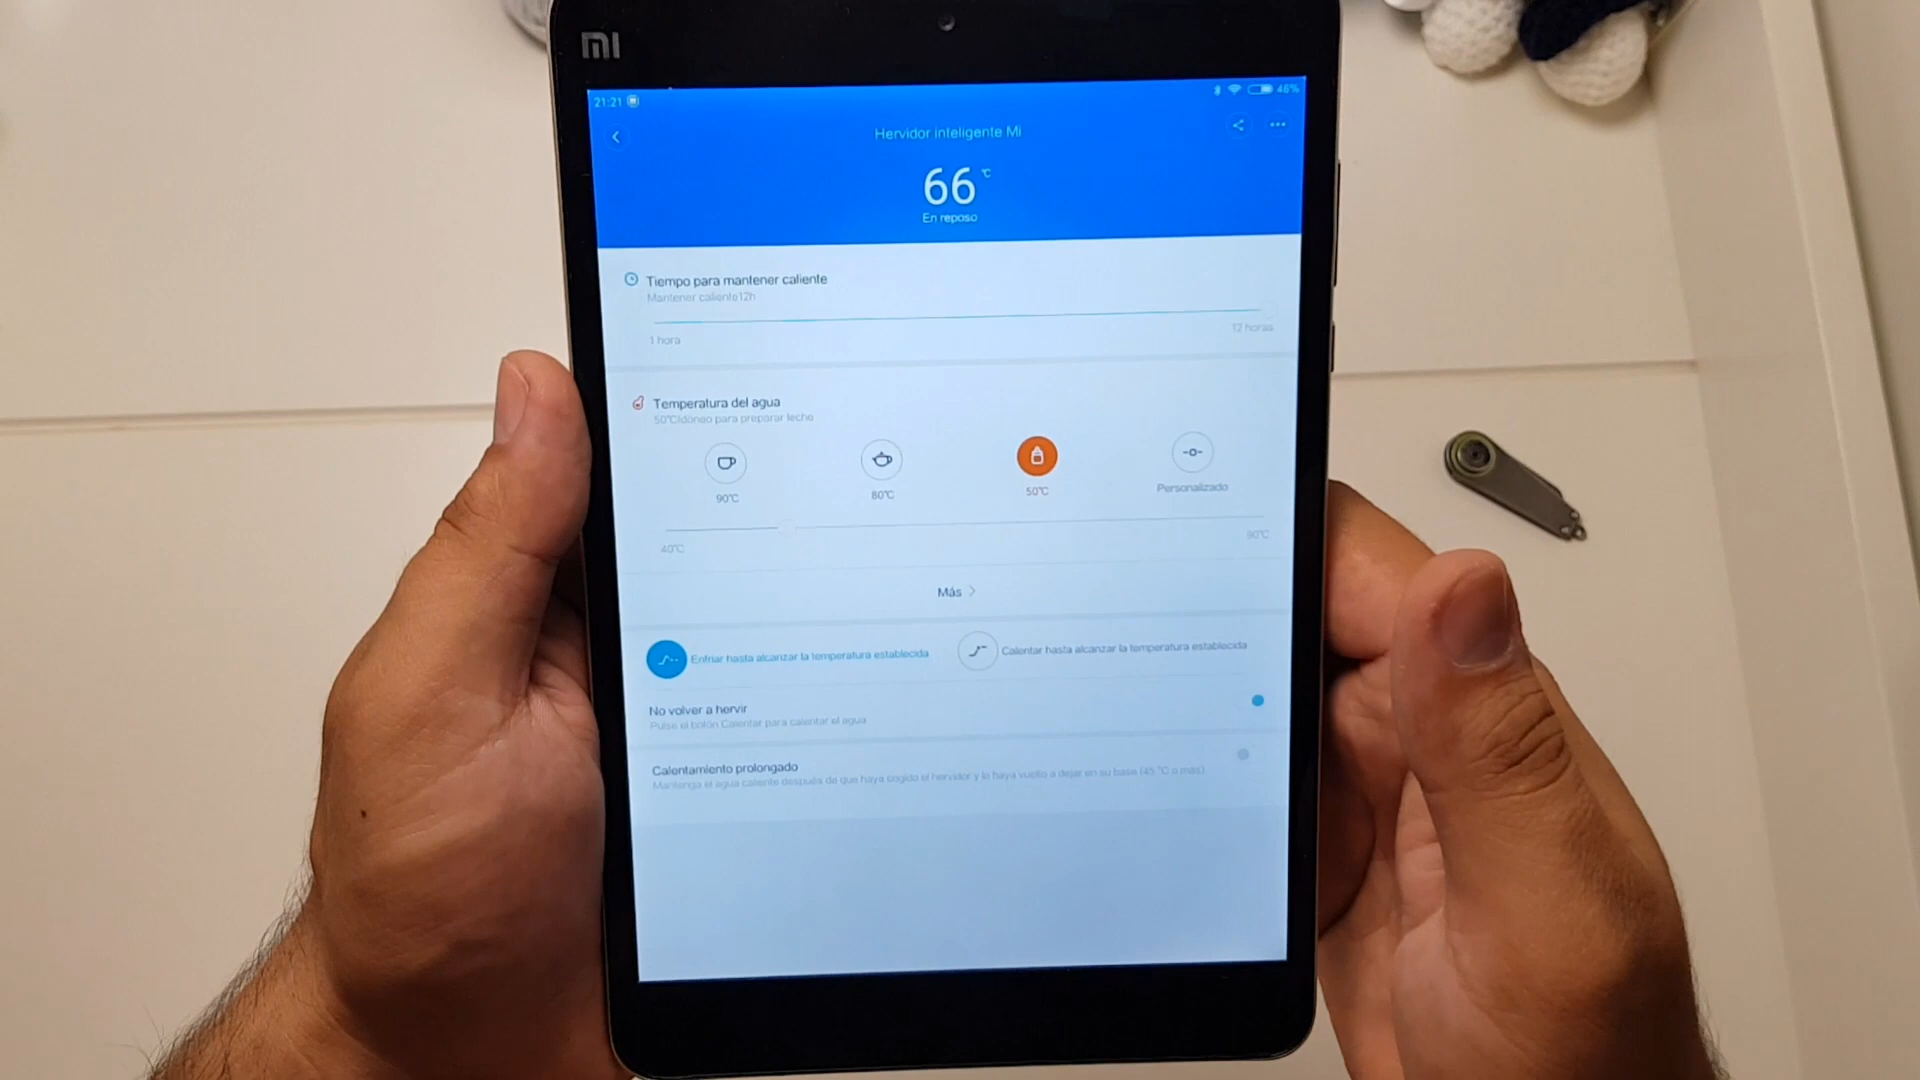 mi
21:21
46%
Hervidor inteligente Mi
66 °C
En reposo
Tiempo para mantener caliente
Mantener caliente12h
1 hora
12 horas
Temperatura del agua
50℃Idóneo para preparar leche
90℃
80℃
50℃
Personalizado
40℃
90℃
Más >
Enfriar hasta alcanzar la temperatura establecida
Calentar hasta alcanzar la temperatura establecida
No volver a hervir
Pulse el botón Calentar para calentar el agua
Calentamiento prolongado
Mantenga el agua caliente después de que haya cogido el hervidor y lo haya vuelto a dejar en su base (45 ℃ o más)